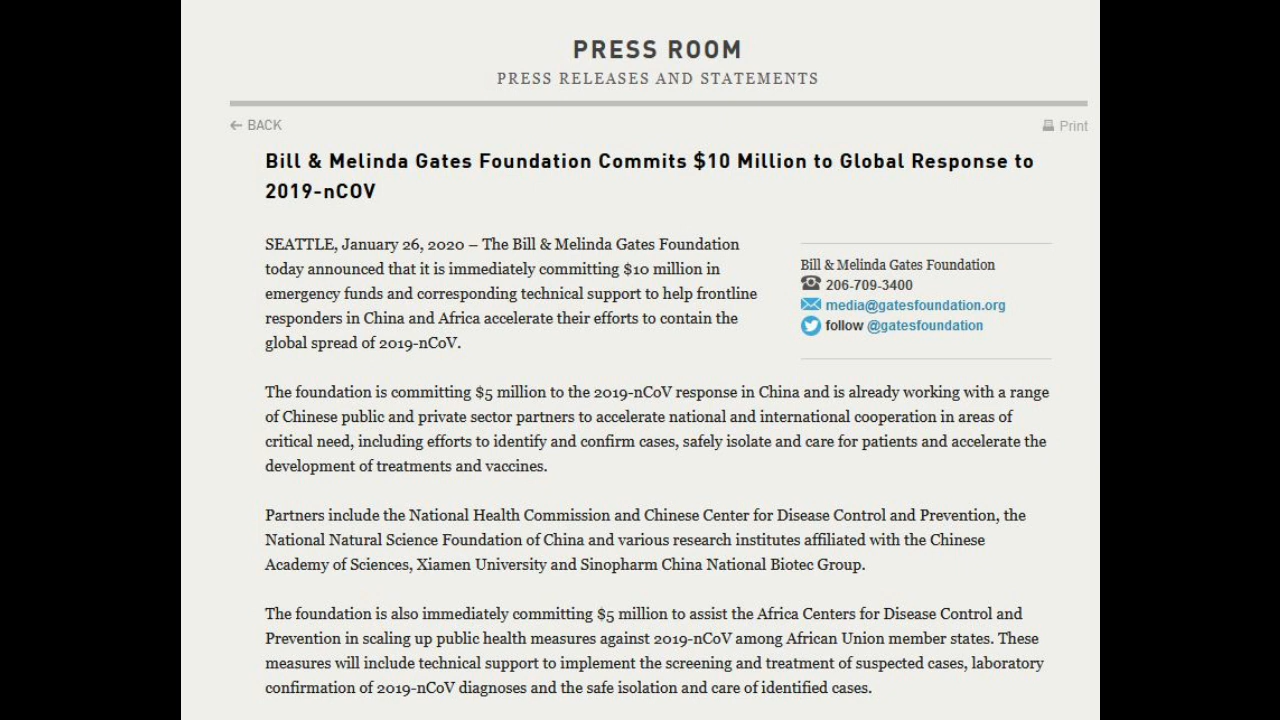 PRESS ROOM
PRESS RELEASES AND STATEMENTS
← BACK
Print
Bill & Melinda Gates Foundation Commits $10 Million to Global Response to
2019-nCOV
SEATTLE, January 26, 2020 – The Bill & Melinda Gates Foundation
today announced that it is immediately committing $10 million in
emergency funds and corresponding technical support to help frontline
responders in China and Africa accelerate their efforts to contain the
global spread of 2019-nCoV.
Bill & Melinda Gates Foundation
206-709-3400
media@gatesfoundation.org
follow @gatesfoundation
The foundation is committing $5 million to the 2019-nCoV response in China and is already working with a range
of Chinese public and private sector partners to accelerate national and international cooperation in areas of
critical need, including efforts to identify and confirm cases, safely isolate and care for patients and accelerate the
development of treatments and vaccines.
Partners include the National Health Commission and Chinese Center for Disease Control and Prevention, the
National Natural Science Foundation of China and various research institutes affiliated with the Chinese
Academy of Sciences, Xiamen University and Sinopharm China National Biotec Group.
The foundation is also immediately committing $5 million to assist the Africa Centers for Disease Control and
Prevention in scaling up public health measures against 2019-nCoV among African Union member states. These
measures will include technical support to implement the screening and treatment of suspected cases, laboratory
confirmation of 2019-nCoV diagnoses and the safe isolation and care of identified cases.